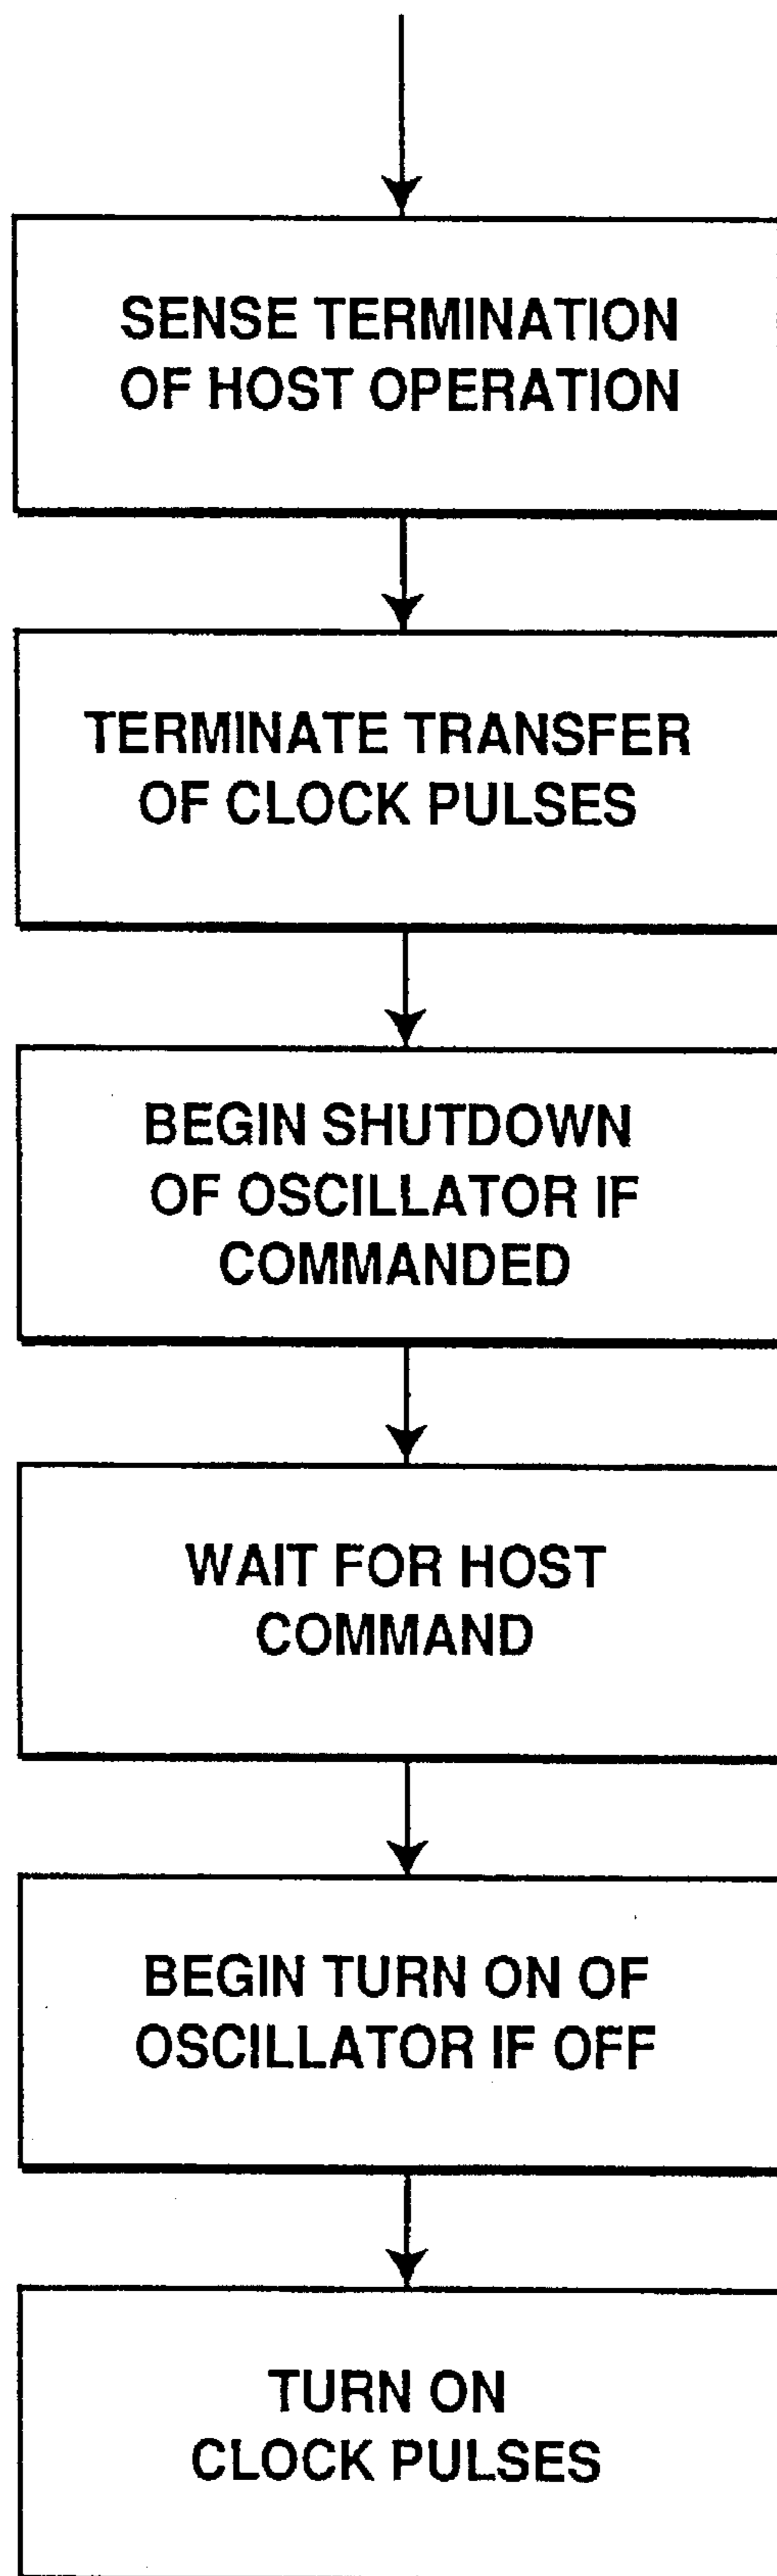 SENSE TERMINATION
OF HOST OPERATION
TERMINATE TRANSFER
OF CLOCK PULSES
BEGIN SHUTDOWN
OF OSCILLATOR IF
COMMANDED
WAIT FOR HOST
COMMAND
BEGIN TURN ON OF
OSCILLATOR IF OFF
TURN ON
CLOCK PULSES